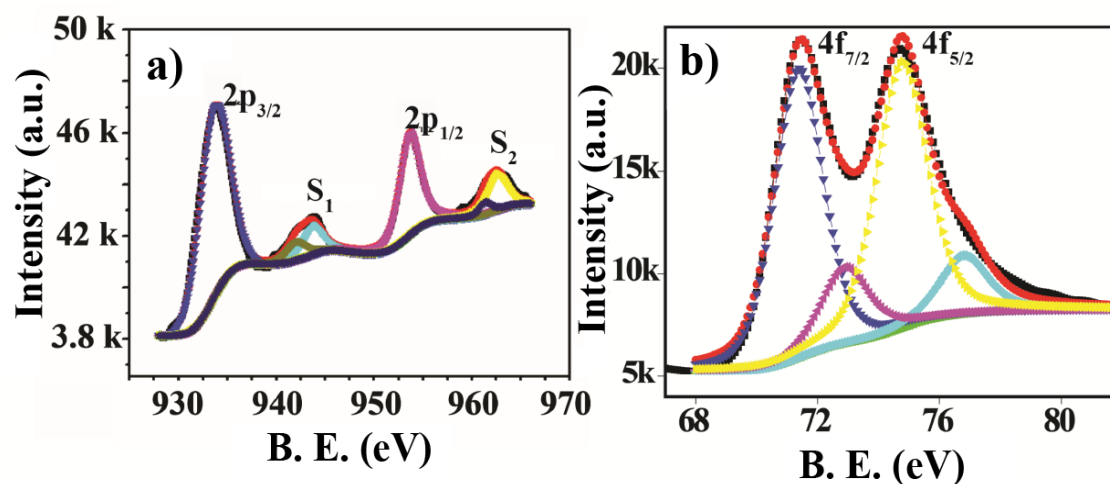 a)
50 k
46 k
42 k
3.8 k
Intensity (a.u.)
2p3/2
S1
2p1/2
S2
930 940 950 960 970
B. E. (eV)
b)
20k
15k
10k
5k
Intensity (a.u.)
4f7/2
4f5/2
68 72 76 80
B. E. (eV)